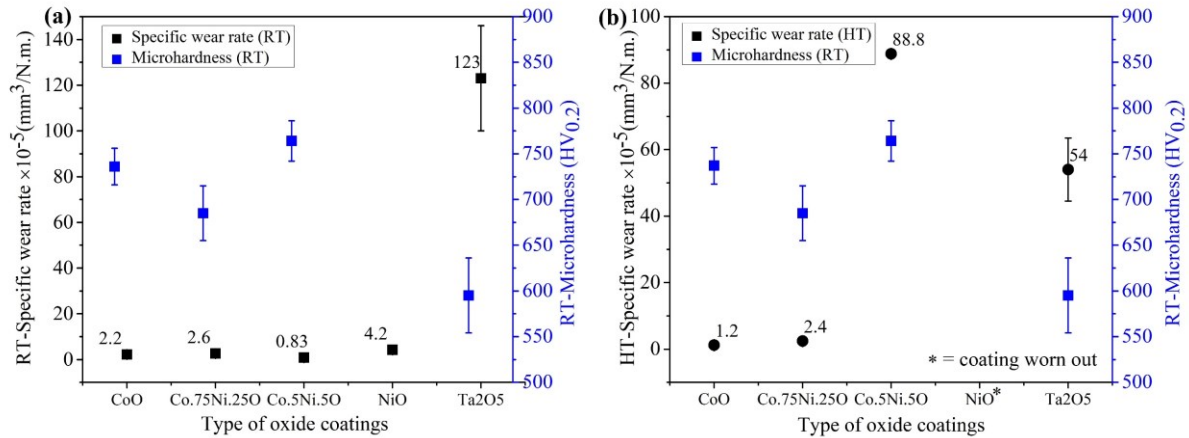 (a)
Specific wear rate (RT)
Microhardness (RT)
RT-Specific wear rate ×10-5(mm3/N.m.)
140
120
100
80
60
40
20
0
123
2.2
2.6
0.83
4.2
CoO
Co.75Ni.25O
Co.5Ni.5O
NiO
Ta2O5
Type of oxide coatings
900
850
800
750
700
650
600
550
500
RT-Microhardness (HV0.2)
(b)
Specific wear rate (HT)
Microhardness (RT)
HT-Specific wear rate ×10-5(mm3/N.m.)
100
80
60
40
20
0
88.8
54
1.2
2.4
* = coating worn out
CoO
Co.75Ni.25O
Co.5Ni.5O
NiO*
Ta2O5
Type of oxide coatings
900
850
800
750
700
650
600
550
500
RT-Microhardness (HV0.2)